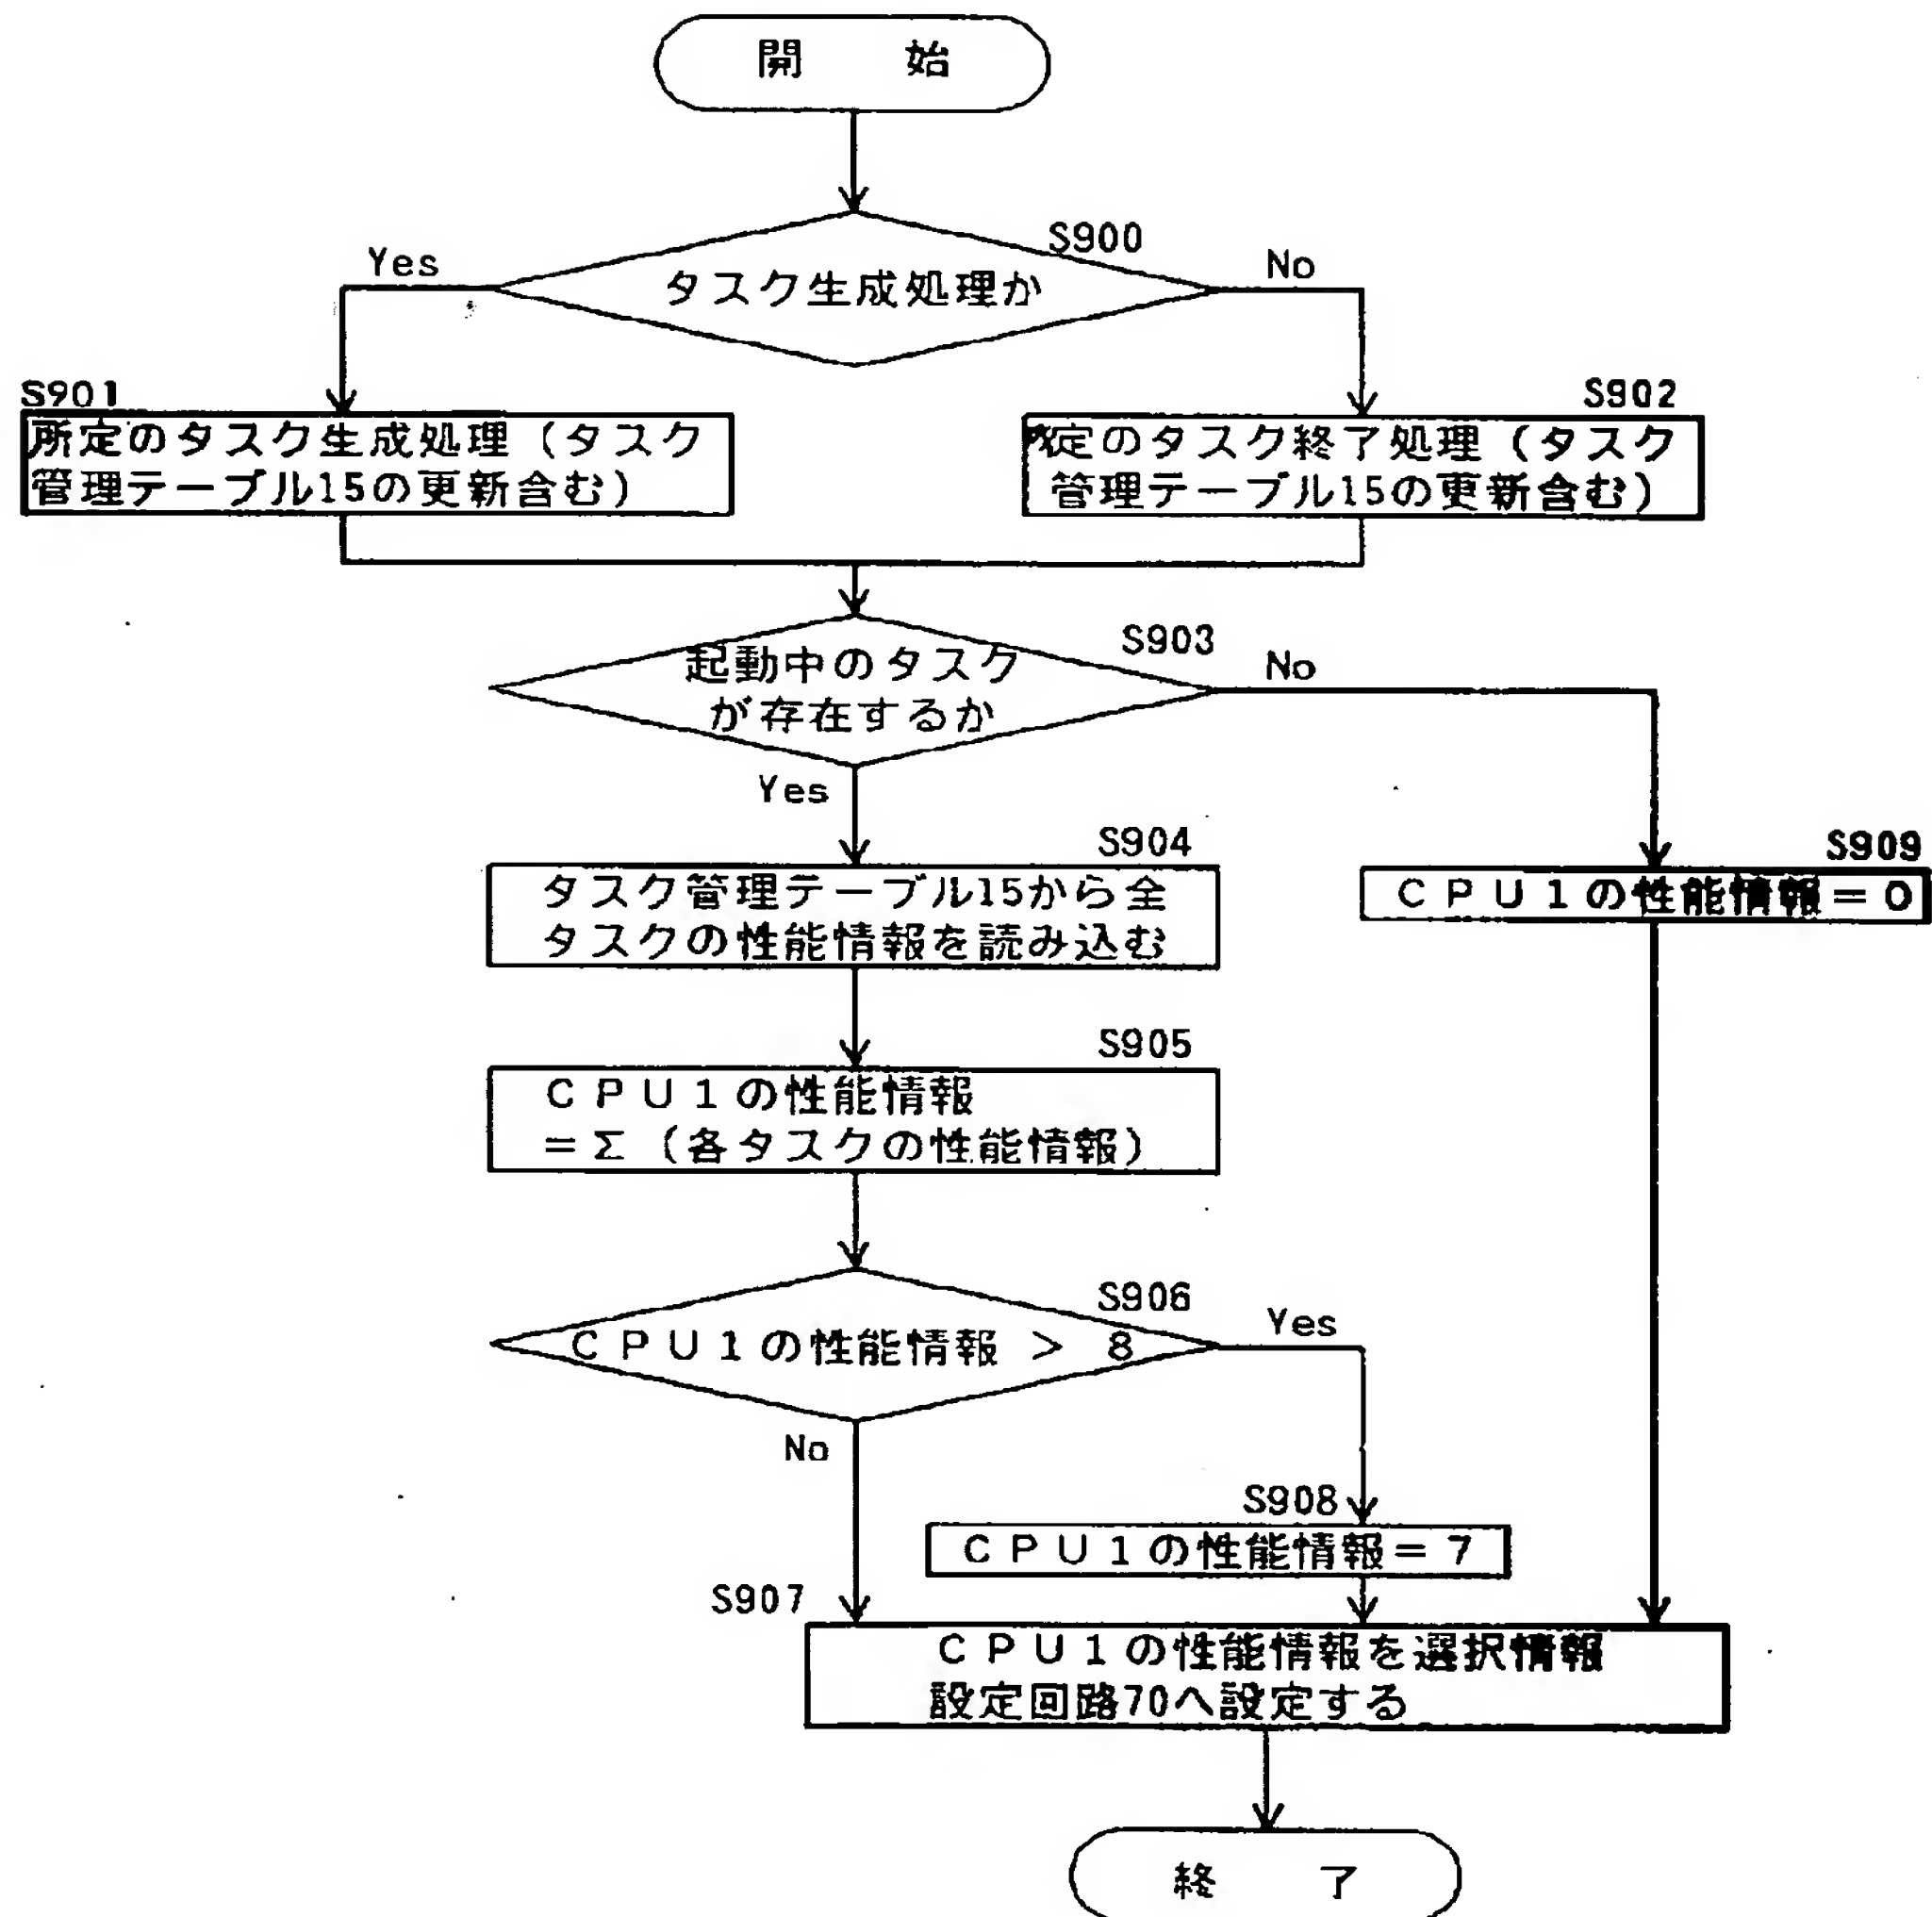 開 始
S900
Yes
タスク生成処理か
No
S901
所定のタスク生成処理（タスク
管理テーブル15の更新含む）
S902
定のタスク終了処理（タスク
管理テーブル15の更新含む）
S903
起動中のタスク
が存在するか
No
Yes
S904
タスク管理テーブル15から全
タスクの性能情報を読み込む
S909
ＣＰＵ１の性能情報＝０
S905
ＣＰＵ１の性能情報
＝Σ（各タスクの性能情報）
S906
ＣＰＵ１の性能情報 ＞ ８
Yes
No
S908
ＣＰＵ１の性能情報＝７
S907
ＣＰＵ１の性能情報を選択情報
設定回路70へ設定する
終 了